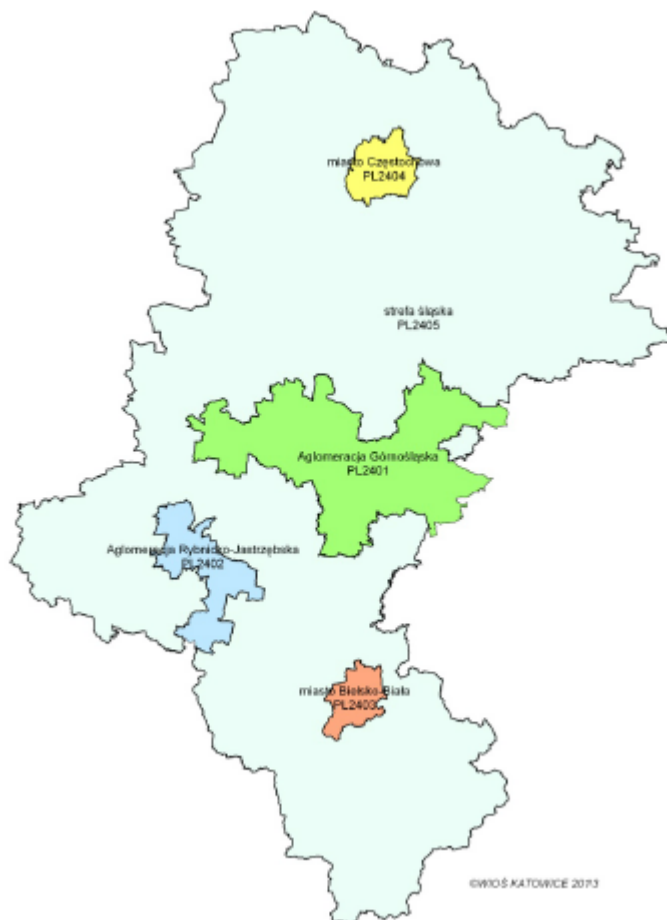 miasto Częstochowa
PL2404
strefa śląska
PL2405
Aglomeracja Górnośląska
PL2401
Aglomeracja Rybnicko-Jastrzębska
PL2402
miasto Bielsko-Biała
PL2403
©WIOŚ KATOWICE 2013